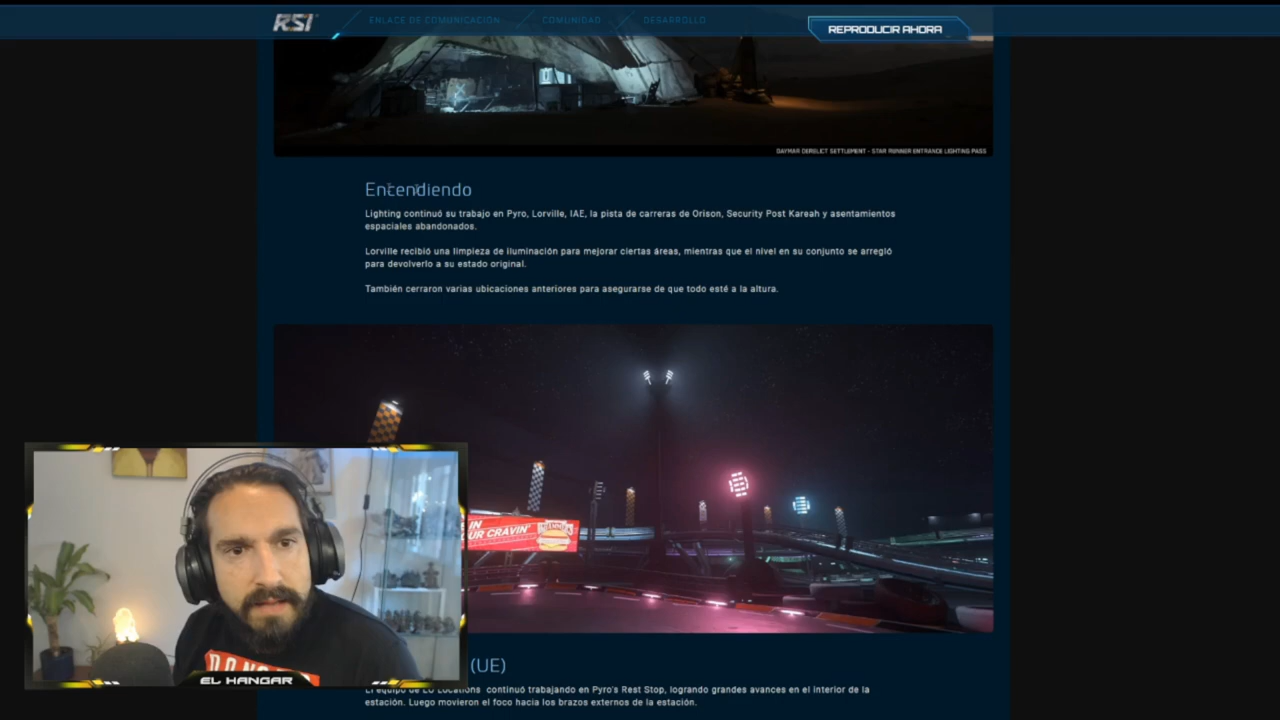 RSI
ENLACE DE COMUNICACIÓN
COMUNIDAD
DESARROLLO
REPRODUCIR AHORA
DAYMAR DERELICT SETTLEMENT - STAR RUNNER ENTRANCE LIGHTING PASS
Encendiendo
Lighting continuó su trabajo en Pyro, Lorville, IAE, la pista de carreras de Orison, Security Post Kareah y asentamientos
espaciales abandonados.
Lorville recibió una limpieza de iluminación para mejorar ciertas áreas, mientras que el nivel en su conjunto se arregló
para devolverlo a su estado original.
También cerraron varias ubicaciones anteriores para asegurarse de que todo esté a la altura.
IN
UR CRAVIN'
EL HANGAR
(UE)
El equipo de EU Locations continuó trabajando en Pyro's Rest Stop, logrando grandes avances en el interior de la
estación. Luego movieron el foco hacia los brazos externos de la estación.